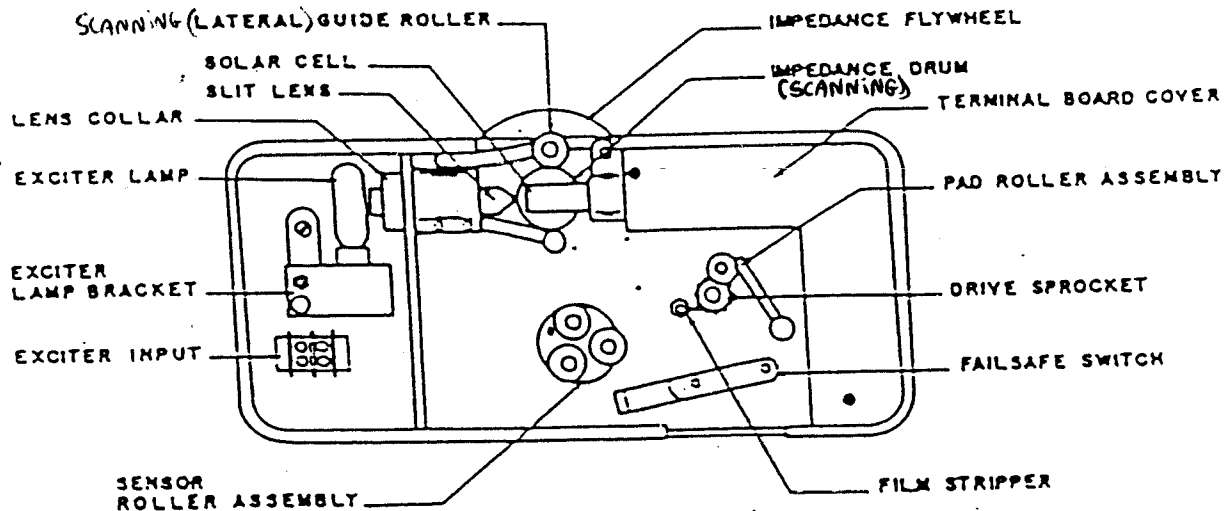 SCANNING (LATERAL) GUIDE ROLLER
SOLAR CELL
SLIT LENS
LENS COLLAR
EXCITER LAMP
EXCITER
LAMP BRACKET
EXCITER INPUT
SENSOR
ROLLER ASSEMBLY
IMPEDANCE FLYWHEEL
IMPEDANCE DRUM
(SCANNING)
TERMINAL BOARD COVER
PAD ROLLER ASSEMBLY
DRIVE SPROCKET
FAILSAFE SWITCH
FILM STRIPPER